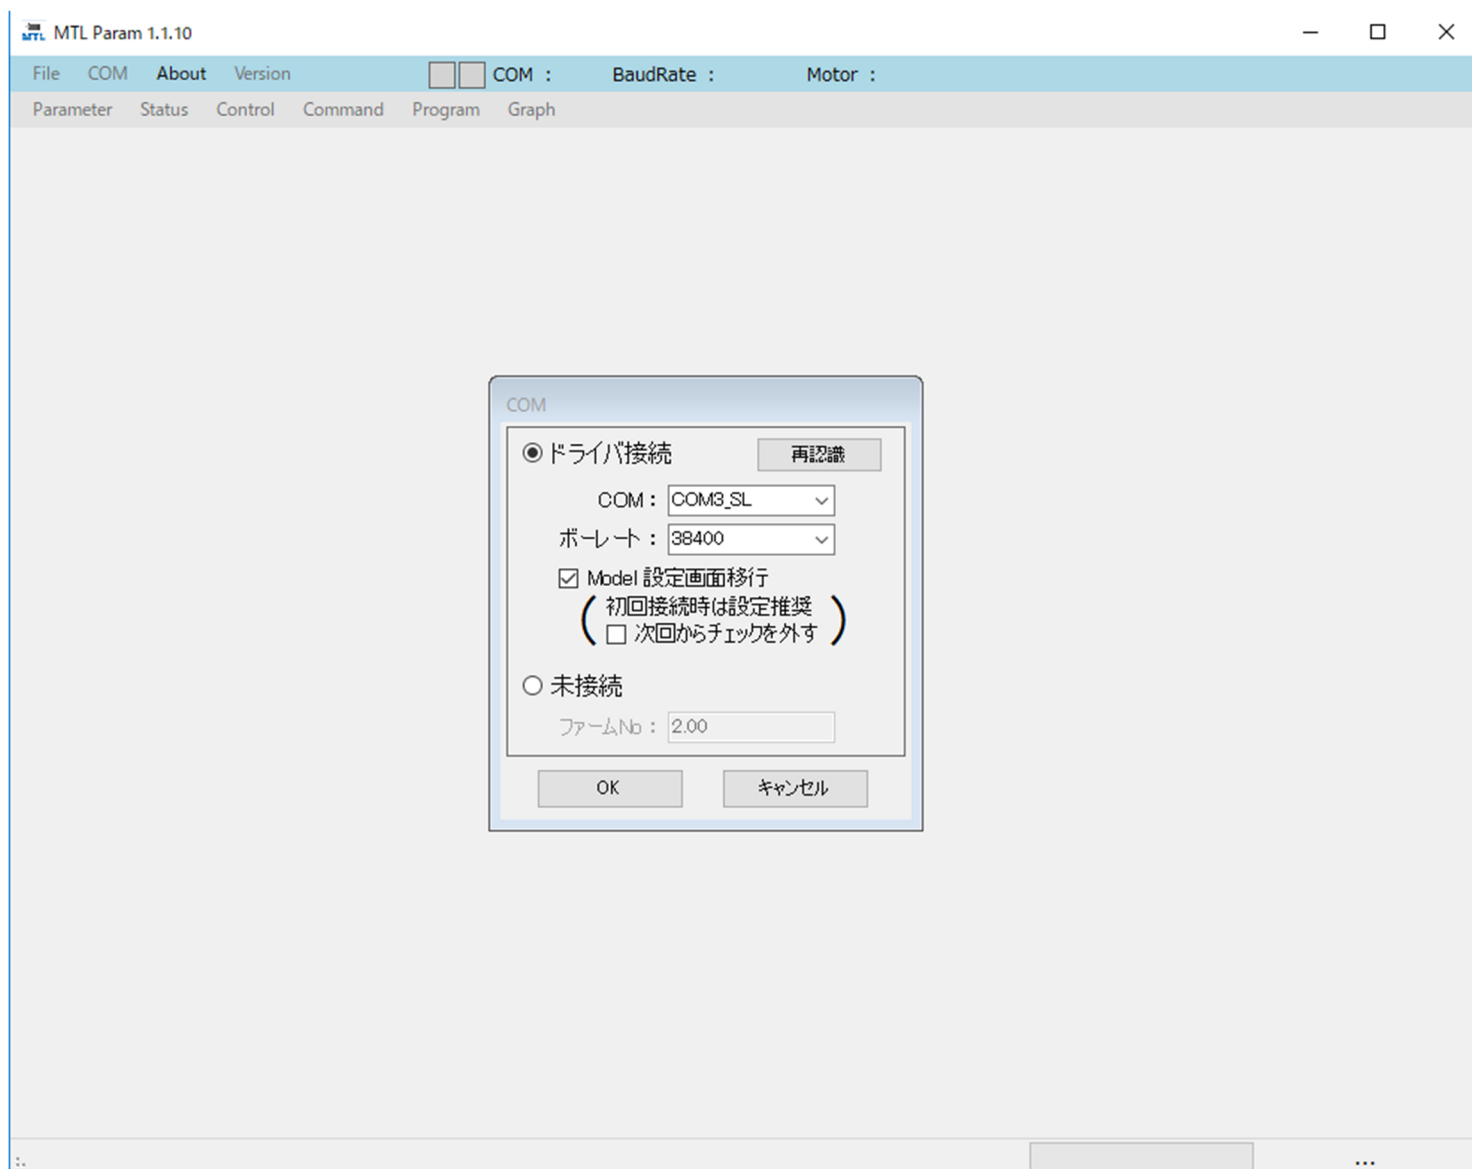 MTL Param 1.1.10
File COM About Version COM : BaudRate : Motor :
Parameter Status Control Command Program Graph
COM
ドライバ接続 再認識
COM : COM3_SL
ボーレート : 38400
Model 設定画面移行
( 初回接続時は設定推奨
次回からチェックを外す )
未接続
ファームNo : 2.00
OK キャンセル
...